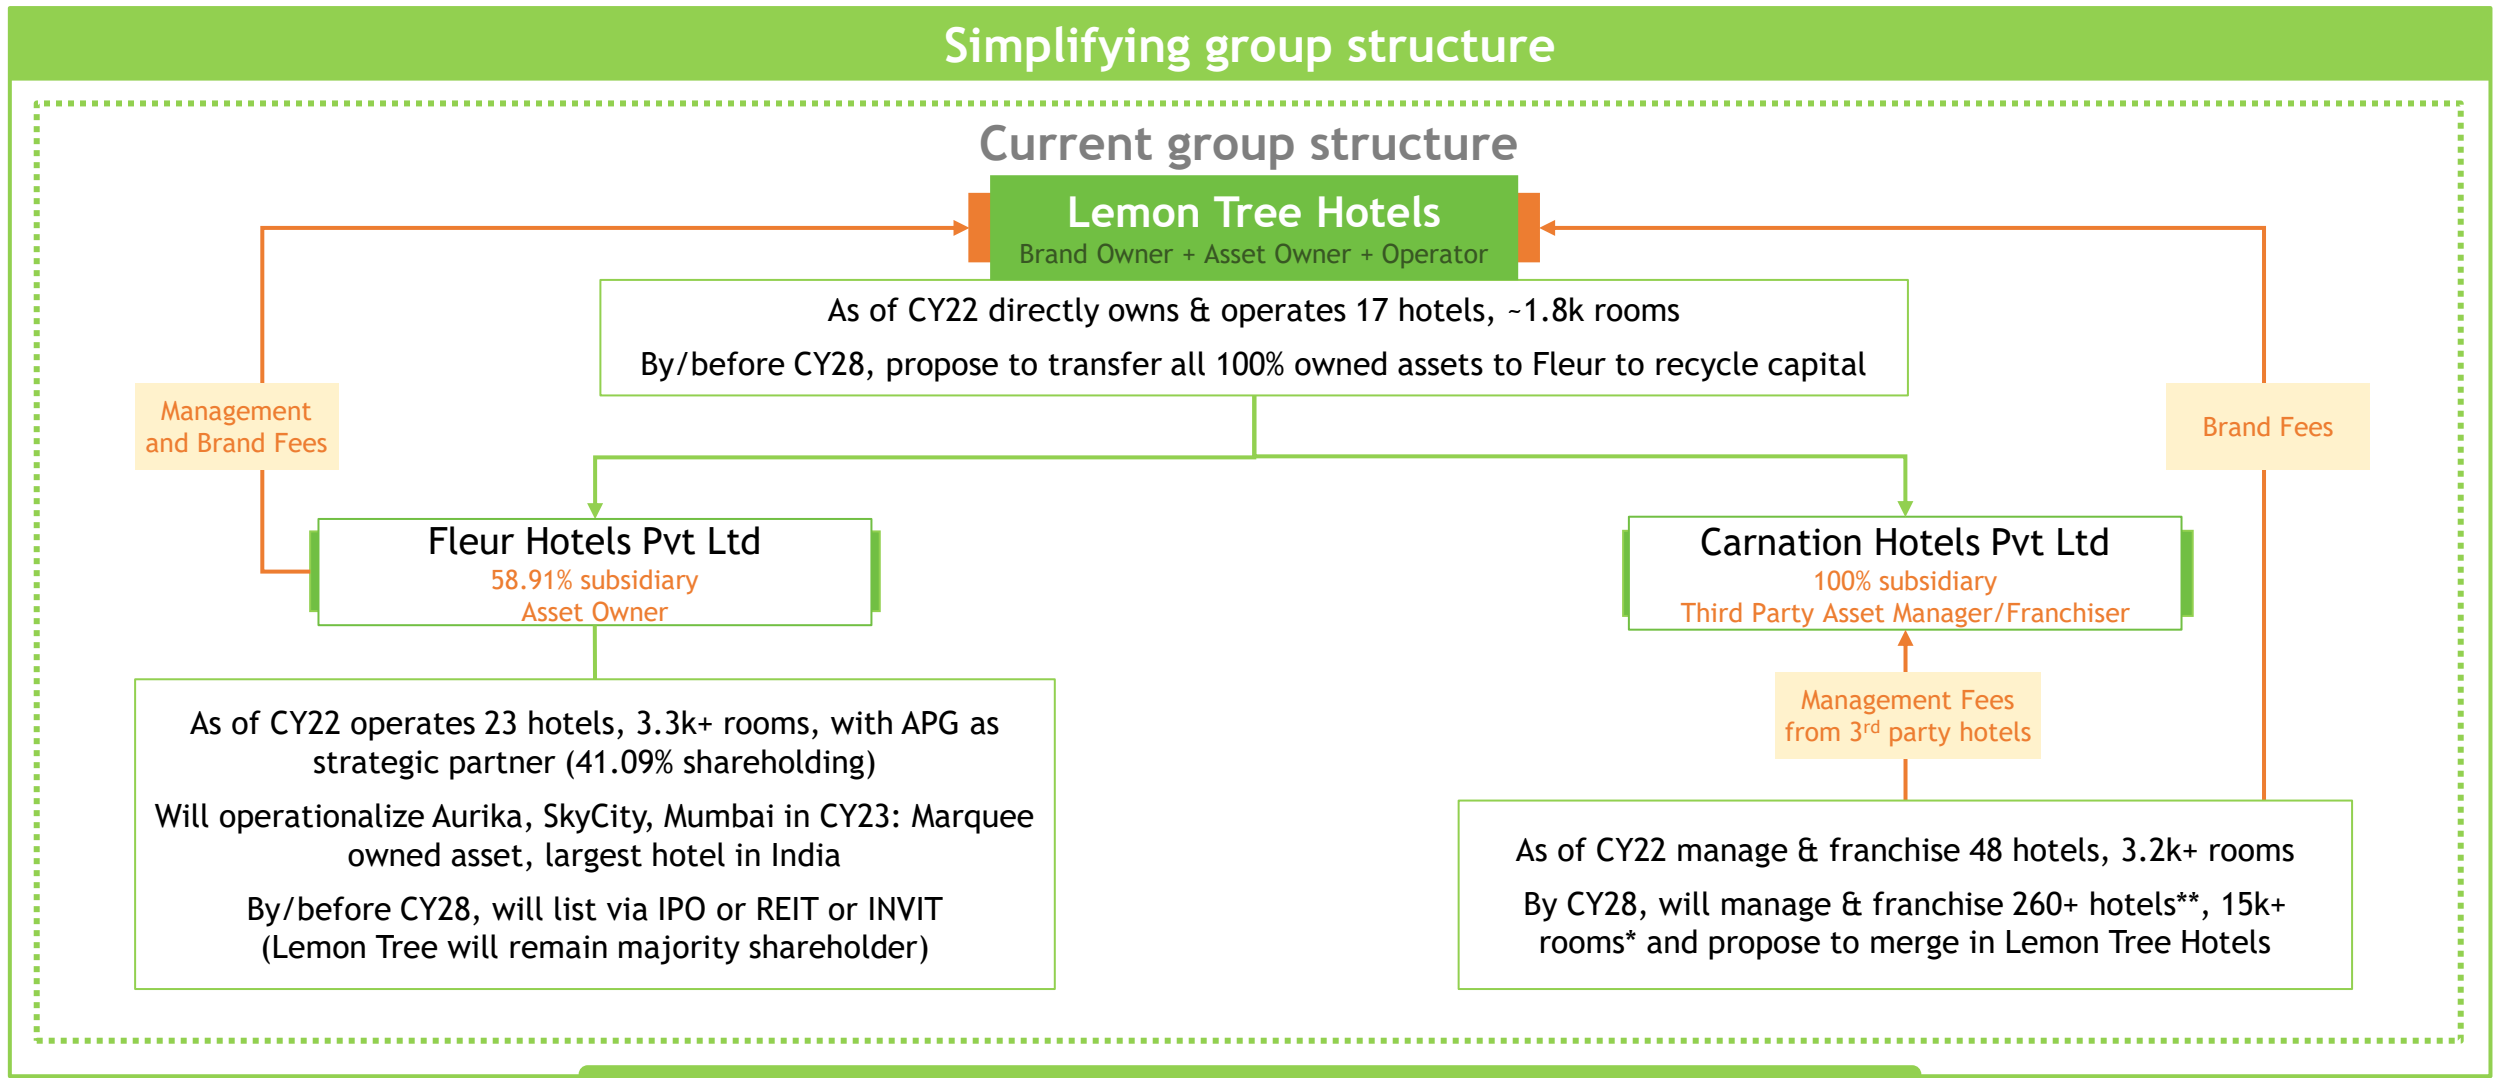 Simplifying group structure
Current group structure
Lemon Tree Hotels
Brand Owner + Asset Owner + Operator
As of CY22 directly owns & operates 17 hotels, ~1.8k rooms
By/before CY28, propose to transfer all 100% owned assets to Fleur to recycle capital
Management
and Brand Fees
Brand Fees
Fleur Hotels Pvt Ltd
58.91% subsidiary
Asset Owner
Carnation Hotels Pvt Ltd
100% subsidiary
Third Party Asset Manager/Franchiser
As of CY22 operates 23 hotels, 3.3k+ rooms, with APG as
strategic partner (41.09% shareholding)
Will operationalize Aurika, SkyCity, Mumbai in CY23: Marquee
owned asset, largest hotel in India
By/before CY28, will list via IPO or REIT or INVIT
(Lemon Tree will remain majority shareholder)
Management Fees
from 3rd party hotels
As of CY22 manage & franchise 48 hotels, 3.2k+ rooms
By CY28, will manage & franchise 260+ hotels**, 15k+
rooms* and propose to merge in Lemon Tree Hotels